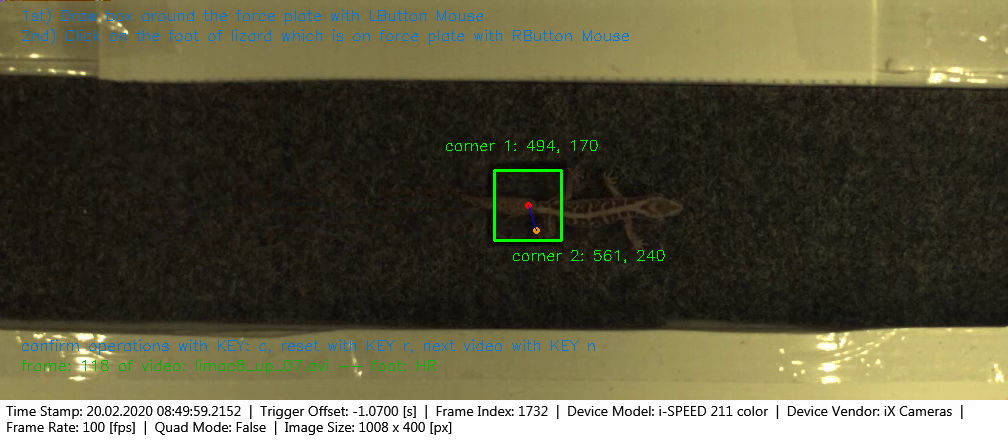 1st) Draw box around the force plate with LButton Mouse
2nd) Click on the foot of lizard which is on force plate with RButton Mouse
corner 1: 494, 170
corner 2: 561, 240
confirm operations with KEY: c, reset with KEY r, next video with KEY n
frame: 118 of video: limac3_up_07.avi -- foot: HR
Time Stamp: 20.02.2020 08:49:59.2152 | Trigger Offset: -1.0700 [s] | Frame Index: 1732 | Device Model: i-SPEED 211 color | Device Vendor: iX Cameras |
Frame Rate: 100 [fps] | Quad Mode: False | Image Size: 1008 x 400 [px]